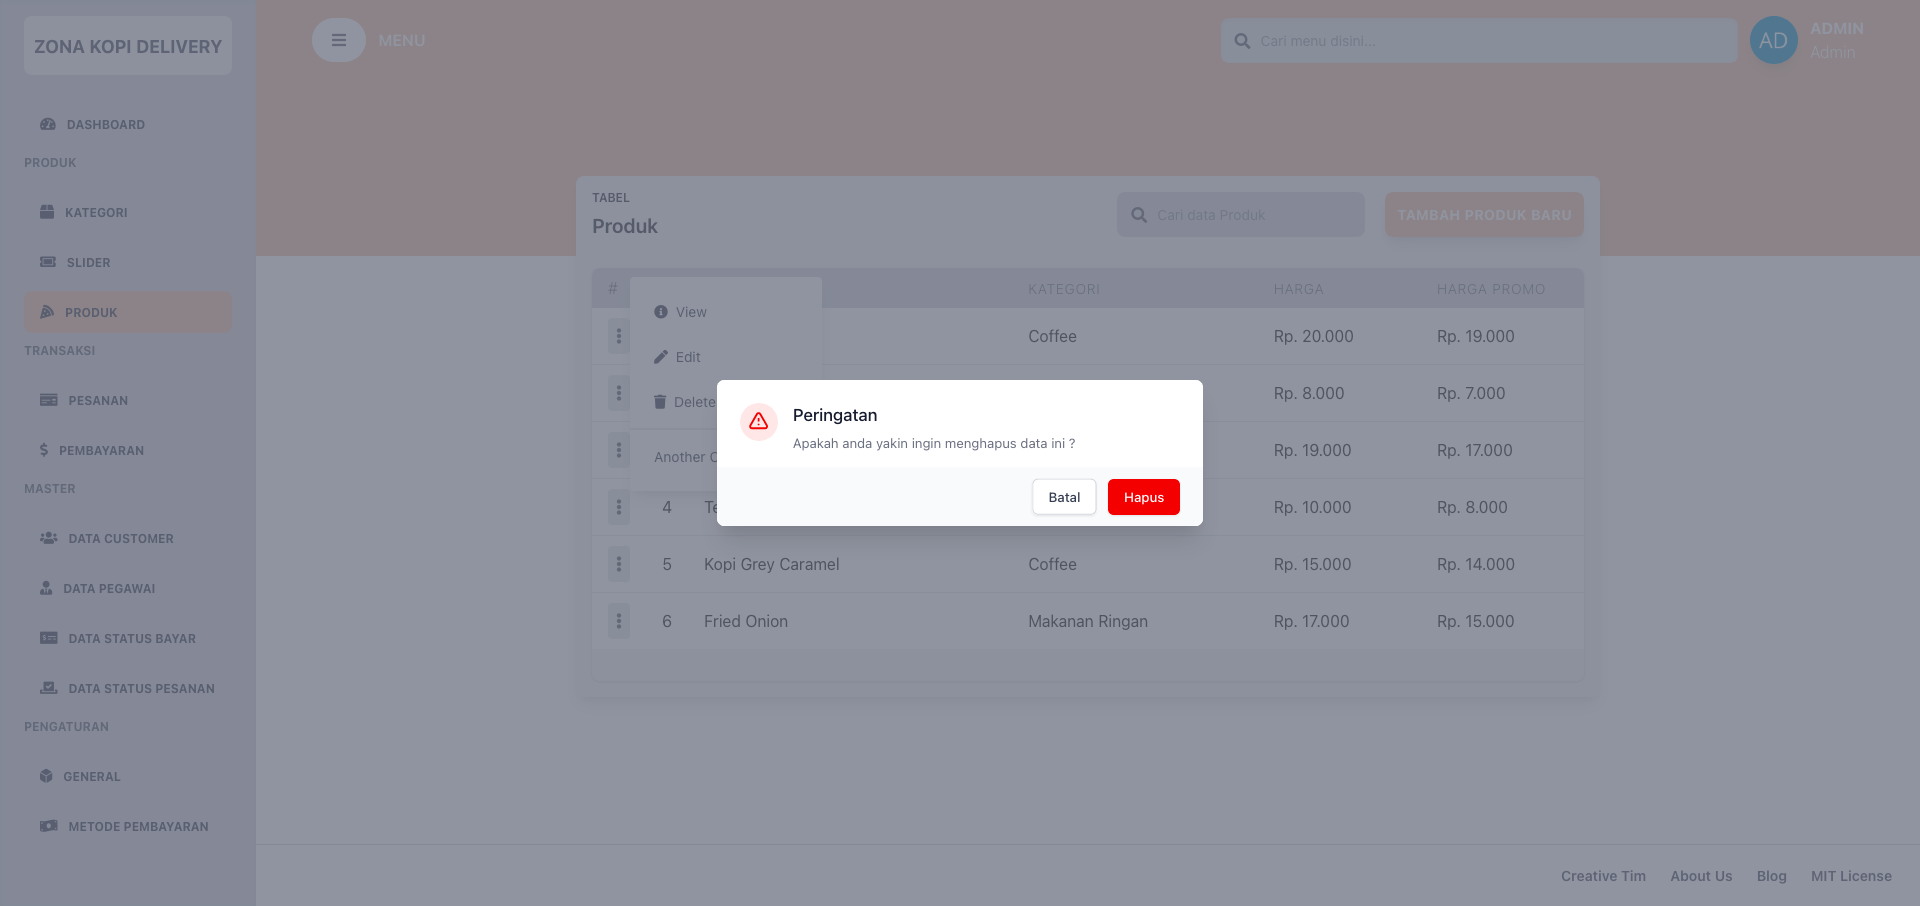 ZONA KOPI DELIVERY
DASHBOARD
PRODUK
KATEGORI
SLIDER
PRODUK
TRANSAKSI
PESANAN
PEMBAYARAN
MASTER
DATA CUSTOMER
DATA PEGAWAI
DATA STATUS BAYAR
DATA STATUS PESANAN
PENGATURAN
GENERAL
METODE PEMBAYARAN
MENU
Cari menu disini...
AD
ADMIN
Admin
TABEL
Produk
Cari data Produk
TAMBAH PRODUK BARU
# KATEGORI HARGA HARGA PROMO
View
Edit
Delete
Another
Coffee Rp. 20.000 Rp. 19.000
Rp. 8.000 Rp. 7.000
Rp. 19.000 Rp. 17.000
4 Rp. 10.000 Rp. 8.000
5 Kopi Grey Caramel Coffee Rp. 15.000 Rp. 14.000
6 Fried Onion Makanan Ringan Rp. 17.000 Rp. 15.000
Peringatan
Apakah anda yakin ingin menghapus data ini ?
Batal Hapus
Creative Tim About Us Blog MIT License